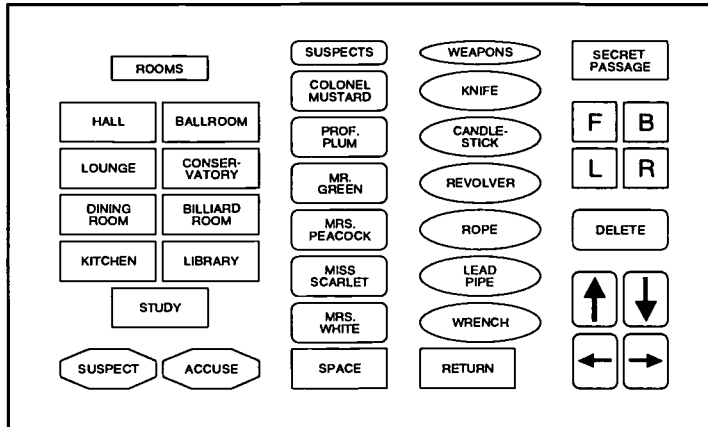 ROOMS
HALL
BALLROOM
LOUNGE
CONSER-
VATORY
DINING
ROOM
BILLIARD
ROOM
KITCHEN
LIBRARY
STUDY
SUSPECT
ACCUSE
SUSPECTS
COLONEL
MUSTARD
PROF.
PLUM
MR.
GREEN
MRS.
PEACOCK
MISS
SCARLET
MRS.
WHITE
SPACE
WEAPONS
KNIFE
CANDLE-
STICK
REVOLVER
ROPE
LEAD
PIPE
WRENCH
RETURN
SECRET
PASSAGE
F B
L R
DELETE